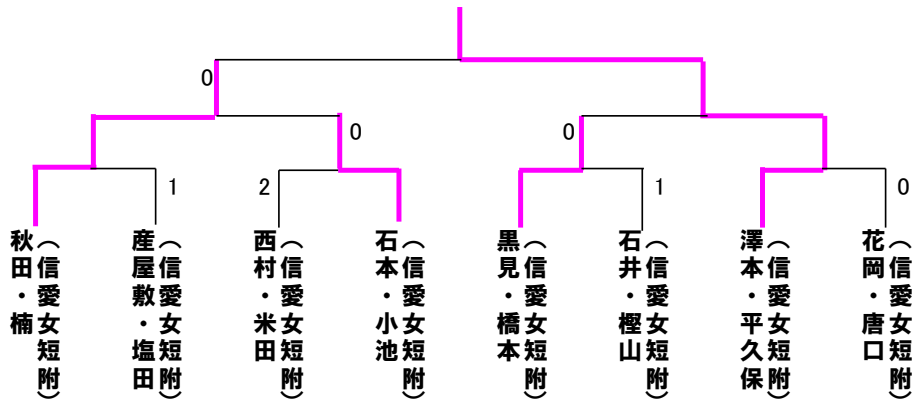 0
0
0
1
2
1
0
秋田・楠
（信愛女短附）
産屋敷・塩田
（信愛女短附）
西村・米田
（信愛女短附）
石本・小池
（信愛女短附）
黒見・橋本
（信愛女短附）
石井・樫山
（信愛女短附）
澤本・平久保
（信愛女短附）
花岡・唐口
（信愛女短附）